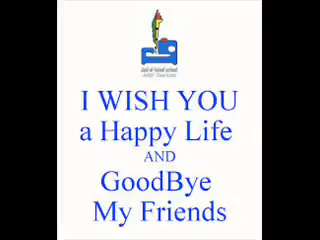 I WISH YOU
a Happy Life
AND
GoodBye
My Friends